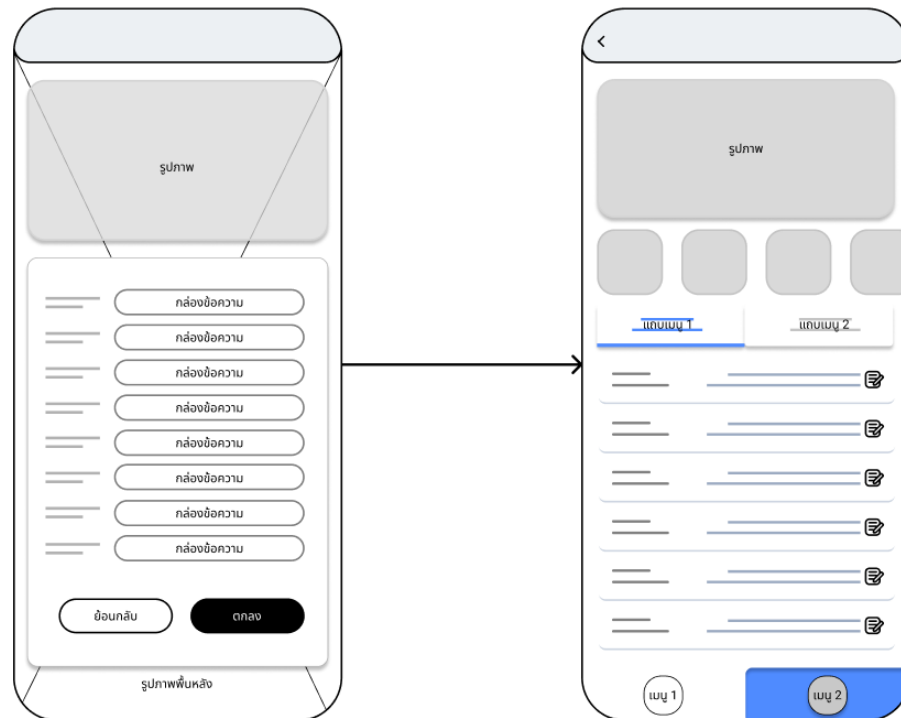 รูปภาพ
กล่องข้อความ
กล่องข้อความ
กล่องข้อความ
กล่องข้อความ
กล่องข้อความ
กล่องข้อความ
กล่องข้อความ
กล่องข้อความ
ย้อนกลับ
ตกลง
รูปภาพพื้นหลัง
รูปภาพ
แถบเมนู 1
แถบเมนู 2
เมนู 1
เมนู 2